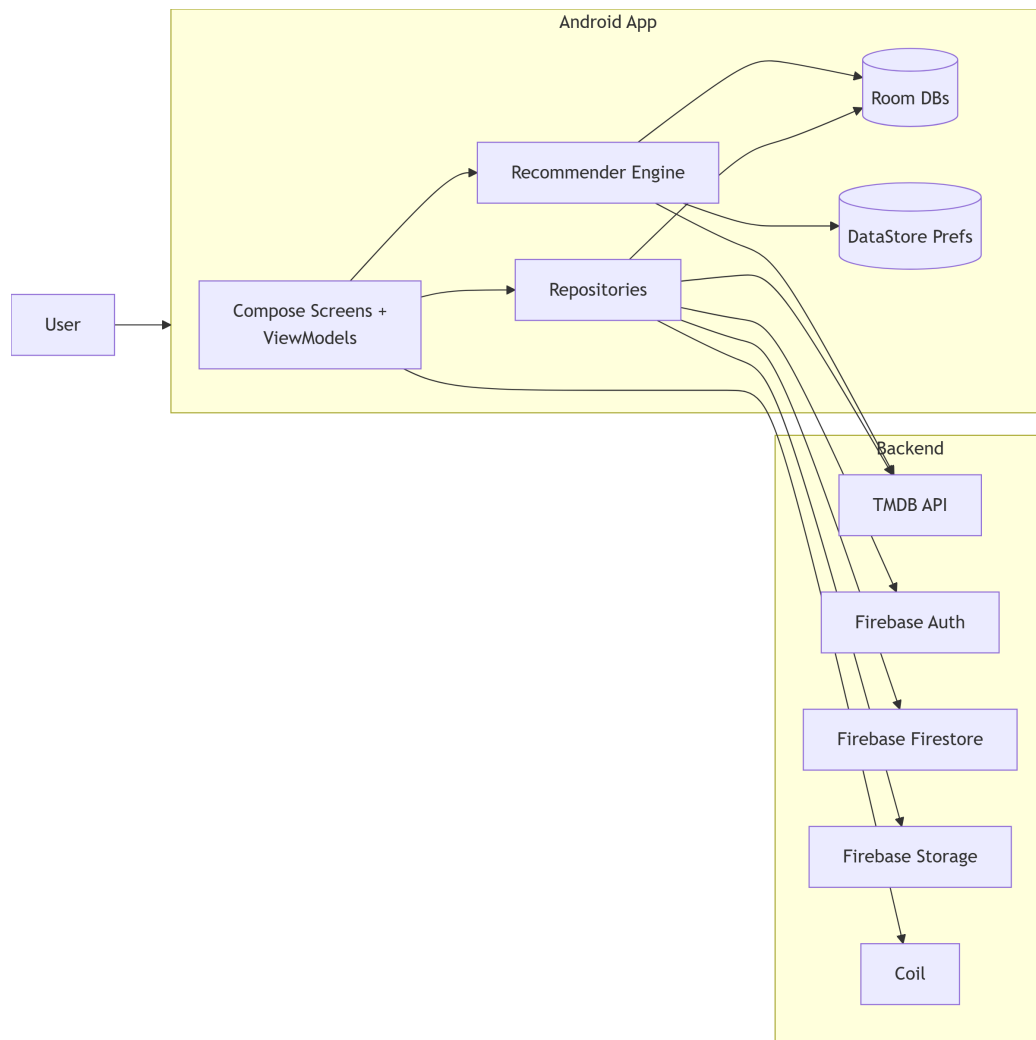 Android App
Room DBs
Recommender Engine
DataStore Prefs
Repositories
Compose Screens +
ViewModels
User
Backend
TMDB API
Firebase Auth
Firebase Firestore
Firebase Storage
Coil